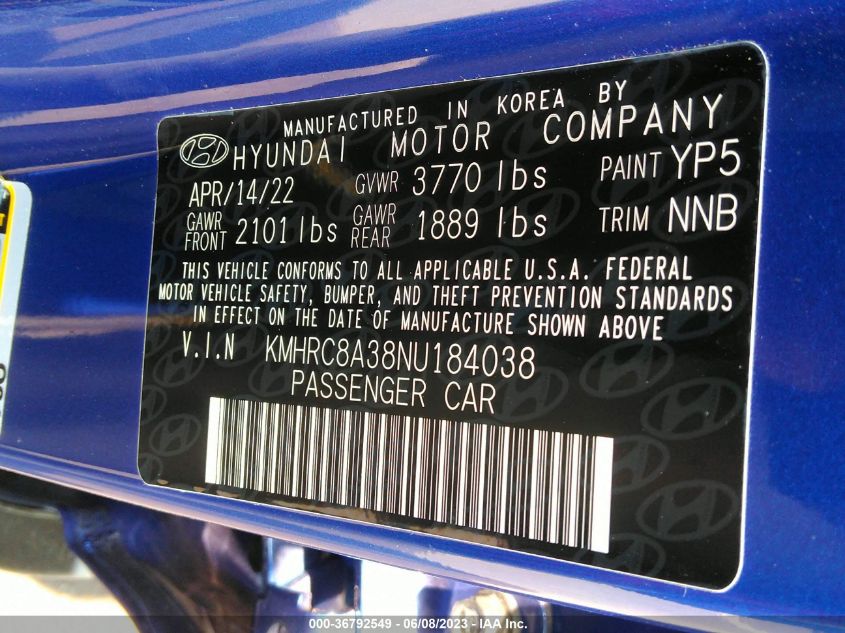 MANUFACTURED IN KOREA BY
HYUNDAI MOTOR COMPANY
APR/14/22 GVWR 3770 lbs PAINT YP5
GAWR FRONT 2101 lbs GAWR REAR 1889 lbs TRIM NNB
THIS VEHICLE CONFORMS TO ALL APPLICABLE U.S.A. FEDERAL
MOTOR VEHICLE SAFETY, BUMPER, AND THEFT PREVENTION STANDARDS
IN EFFECT ON THE DATE OF MANUFACTURE SHOWN ABOVE
V.I.N KMHRC8A38NU184038
PASSENGER CAR
000-36792549 - 06/08/2023 - IAA Inc.